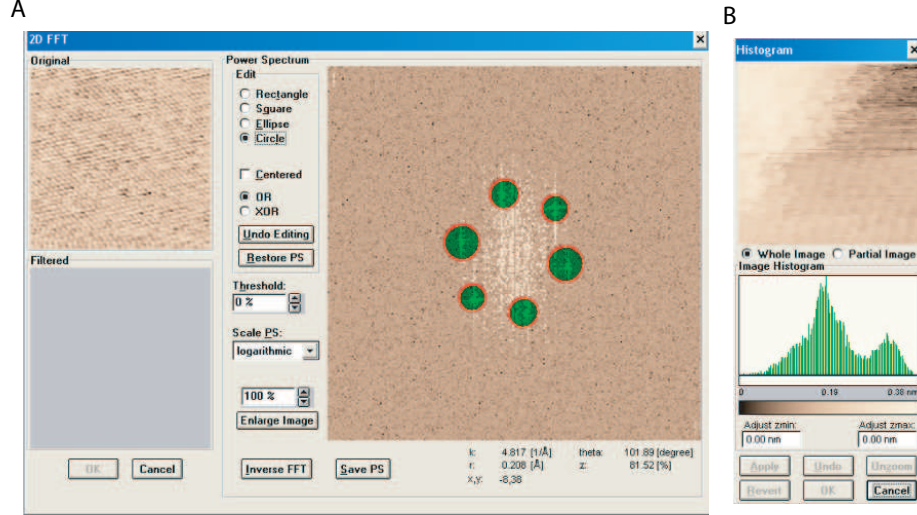 A
B
2D FFT
Original
Power Spectrum
Edit
Rectangle
Square
Ellipse
Circle
Centered
OR
XOR
Undo Editing
Restore PS
Filtered
Threshold:
0 %
Scale PS:
logarithmic
100 %
Enlarge Image
OK
Cancel
Inverse FFT
Save PS
k: 4.817 [1/Å] theta: 101.89 [degree]
r: 0.208 [Å] z: 81.52 [%]
x,y: -8,38
Histogram
Whole Image Partial Image
Image Histogram
0 0.19 0.38 nm
Adjust zmin: Adjust zmax:
0.00 nm 0.00 nm
Apply Undo Unzoom
Revert OK Cancel